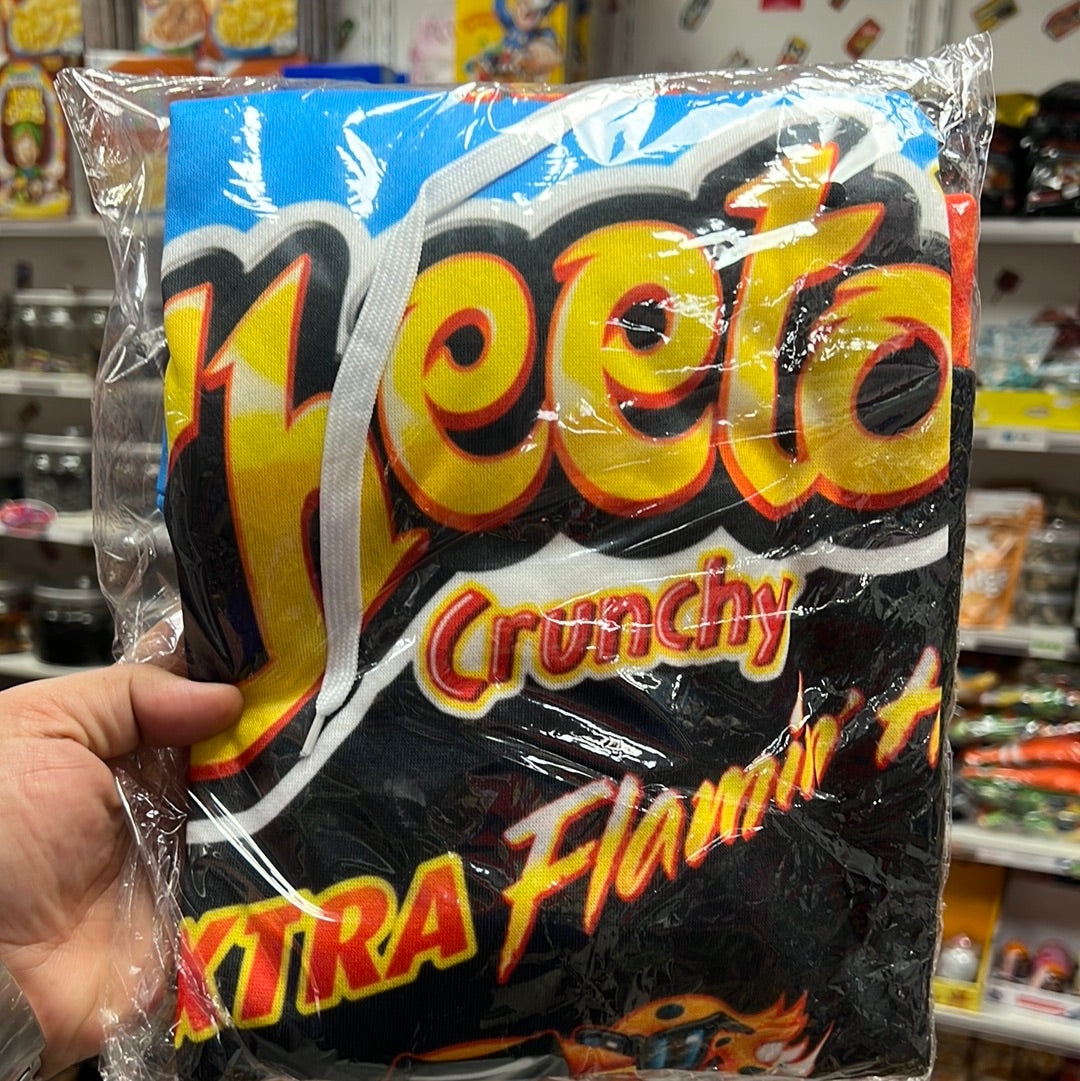 heeto
Crunchy
XTRA Flamin' H